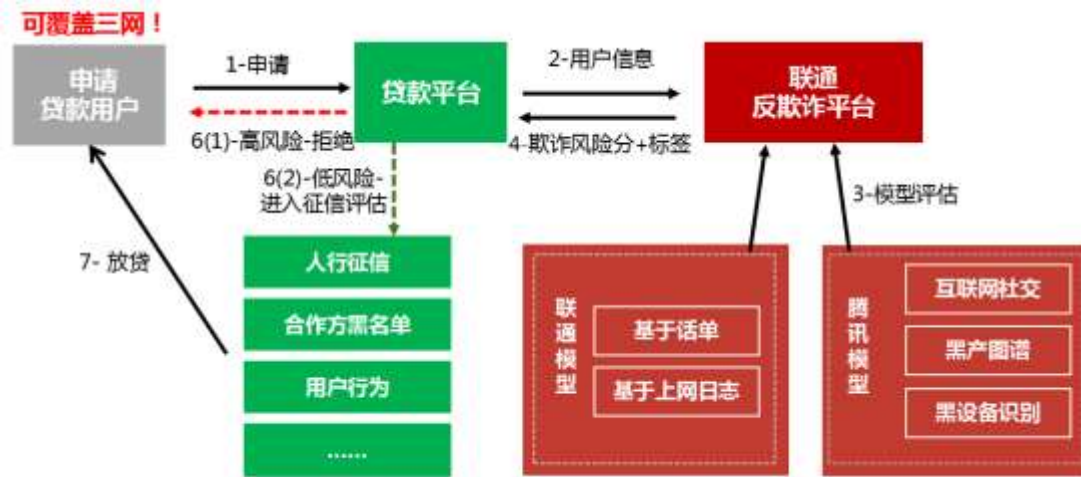 可覆盖三网！
申请
贷款用户
1-申请
6(1)-高风险-拒绝
贷款平台
2-用户信息
4-欺诈风险分+标签
联通
反欺诈平台
6(2)-低风险-
进入征信评估
3-模型评估
7- 放贷
人行征信
合作方黑名单
用户行为
……
联通模型
基于话单
基于上网日志
腾讯模型
互联网社交
黑产图谱
黑设备识别